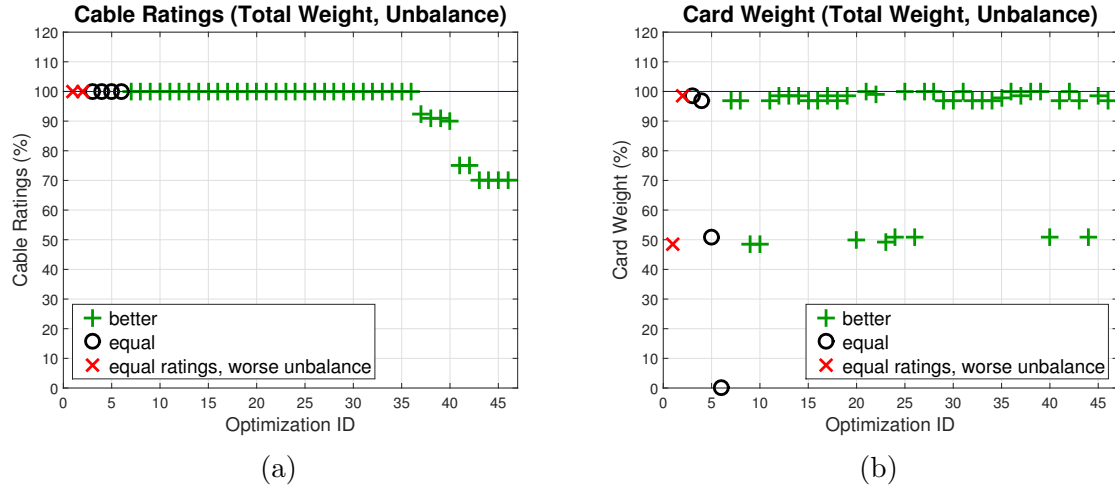 Cable Ratings (Total Weight, Unbalance)
120
110
100
90
80
70
60
50
40
30
20
10
0
Cable Ratings (%)
better
equal
equal ratings, worse unbalance
0 5 10 15 20 25 30 35 40 45
Optimization ID
(a)
Card Weight (Total Weight, Unbalance)
120
110
100
90
80
70
60
50
40
30
20
10
0
Card Weight (%)
better
equal
equal ratings, worse unbalance
0 5 10 15 20 25 30 35 40 45
Optimization ID
(b)